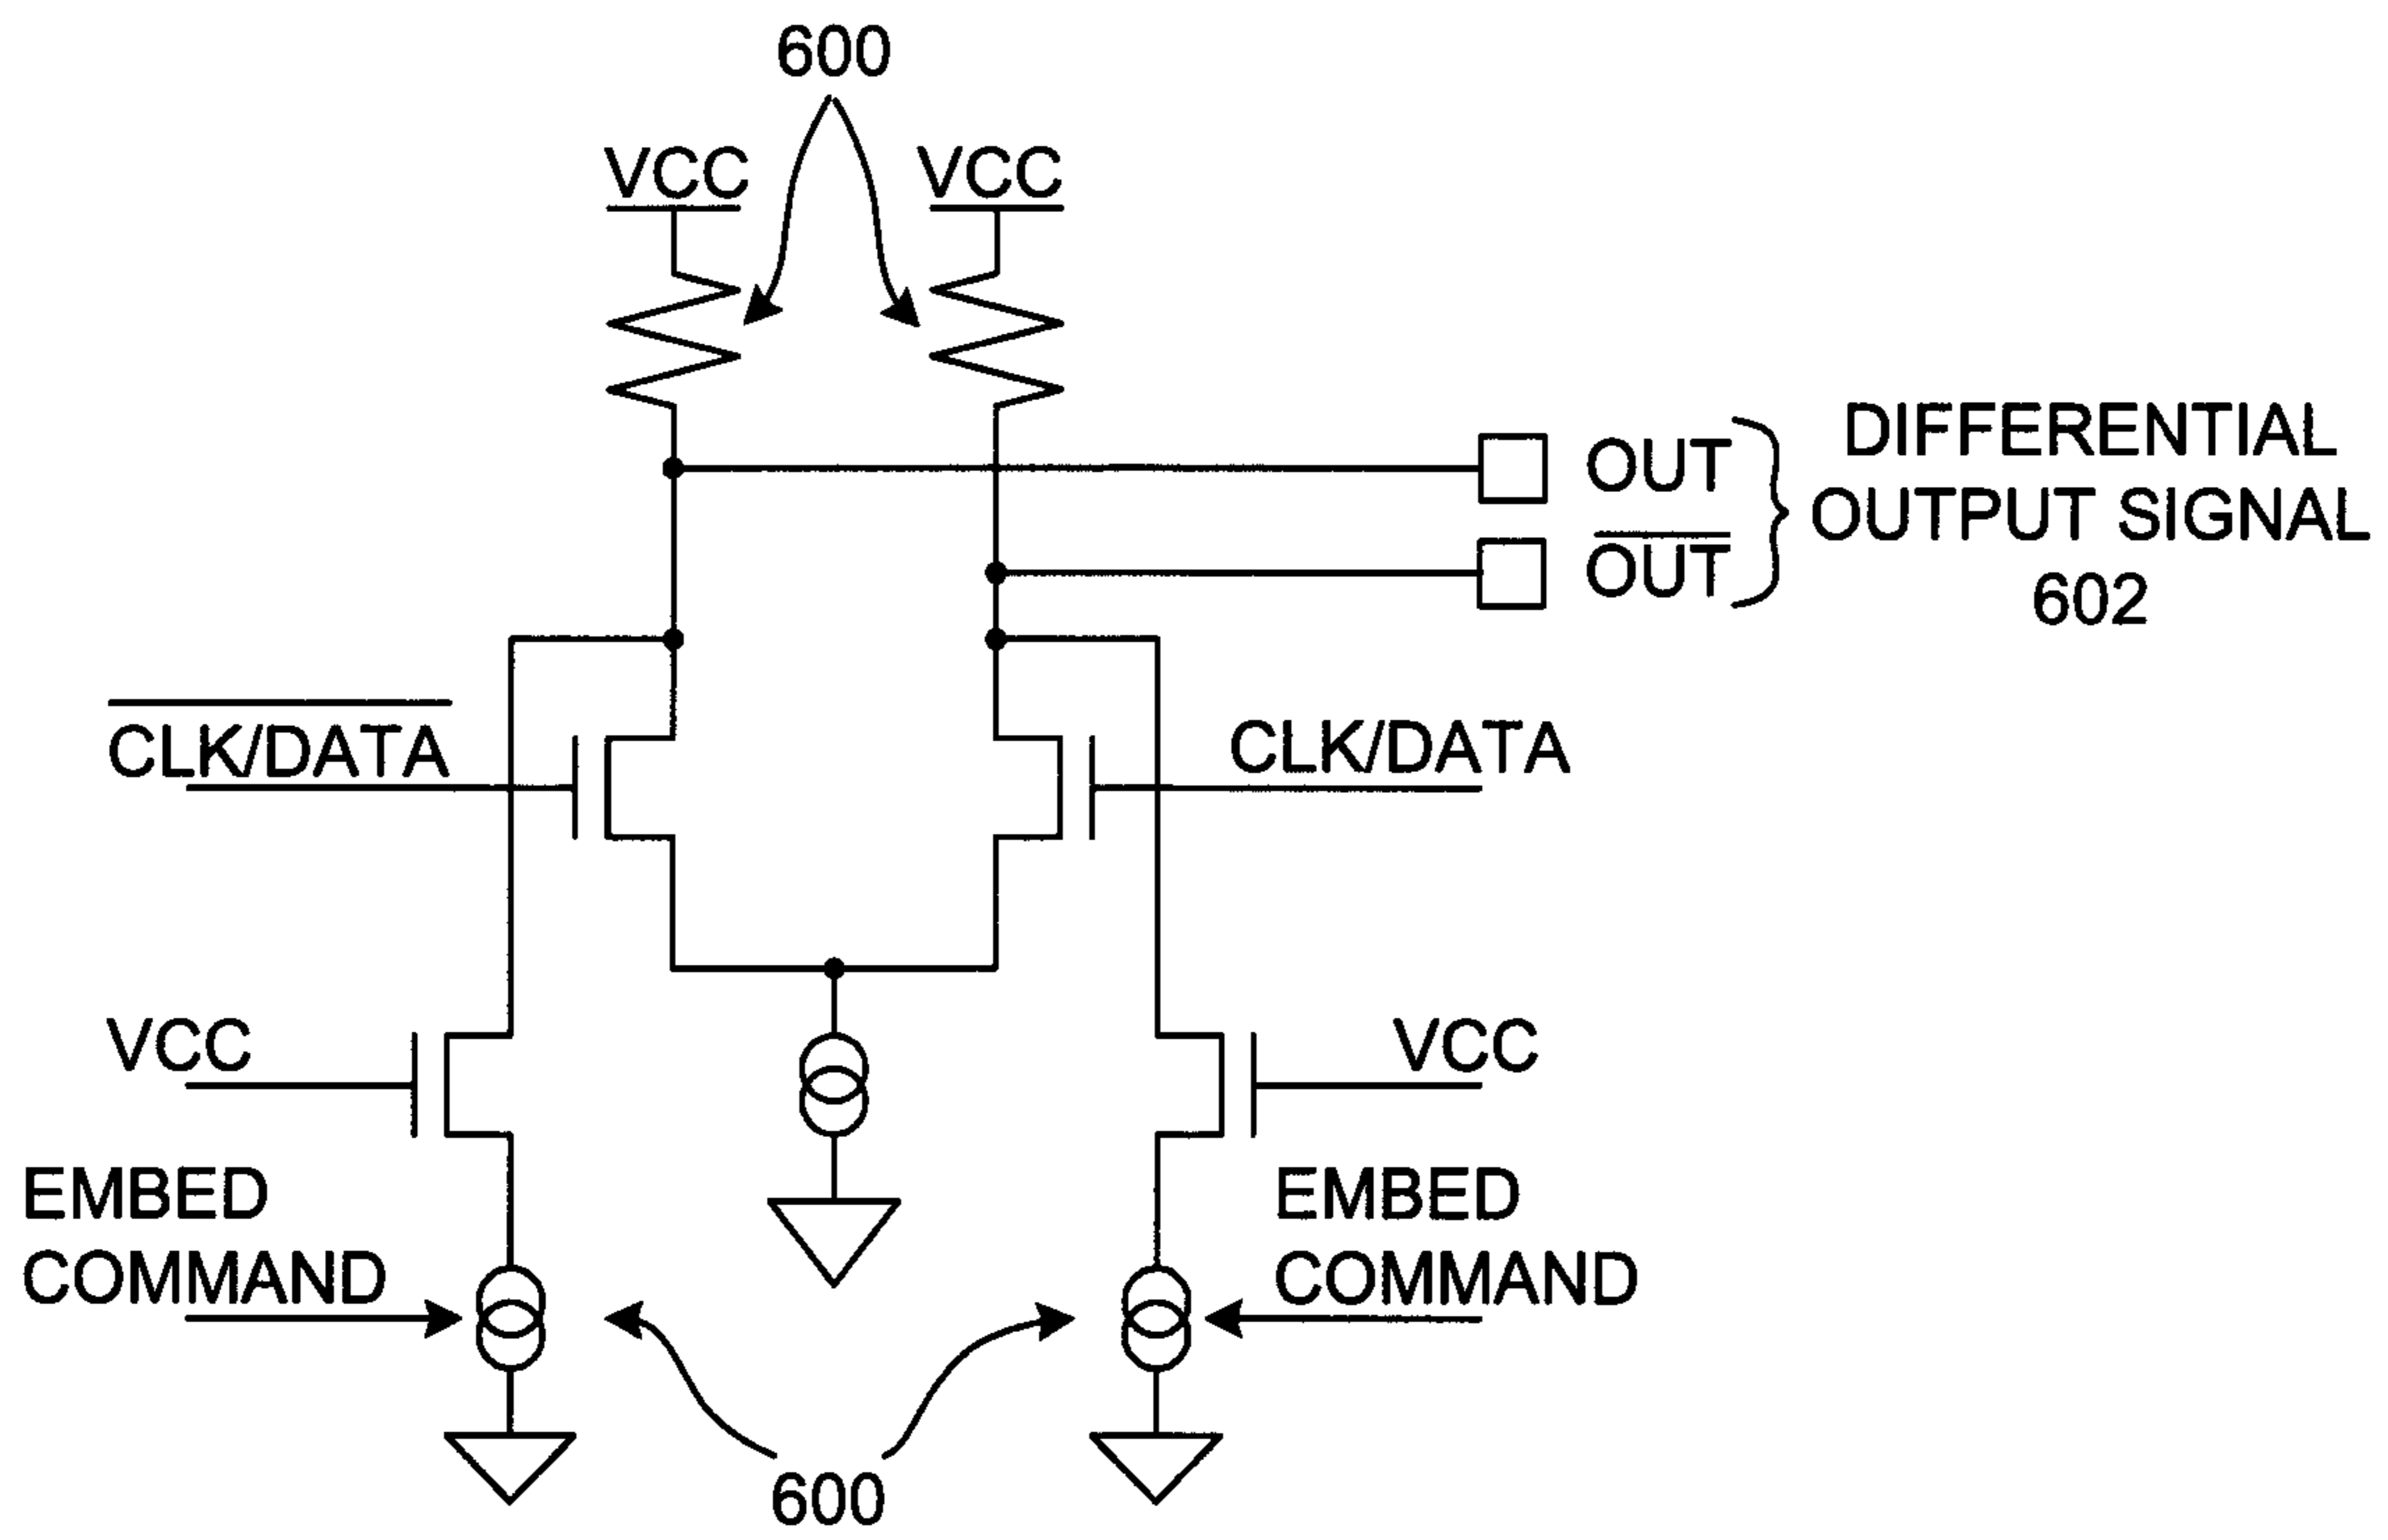 600
VCC
VCC
OUT
OUT
DIFFERENTIAL
OUTPUT SIGNAL
602
CLK/DATA
CLK/DATA
VCC
VCC
EMBED
COMMAND
EMBED
COMMAND
600